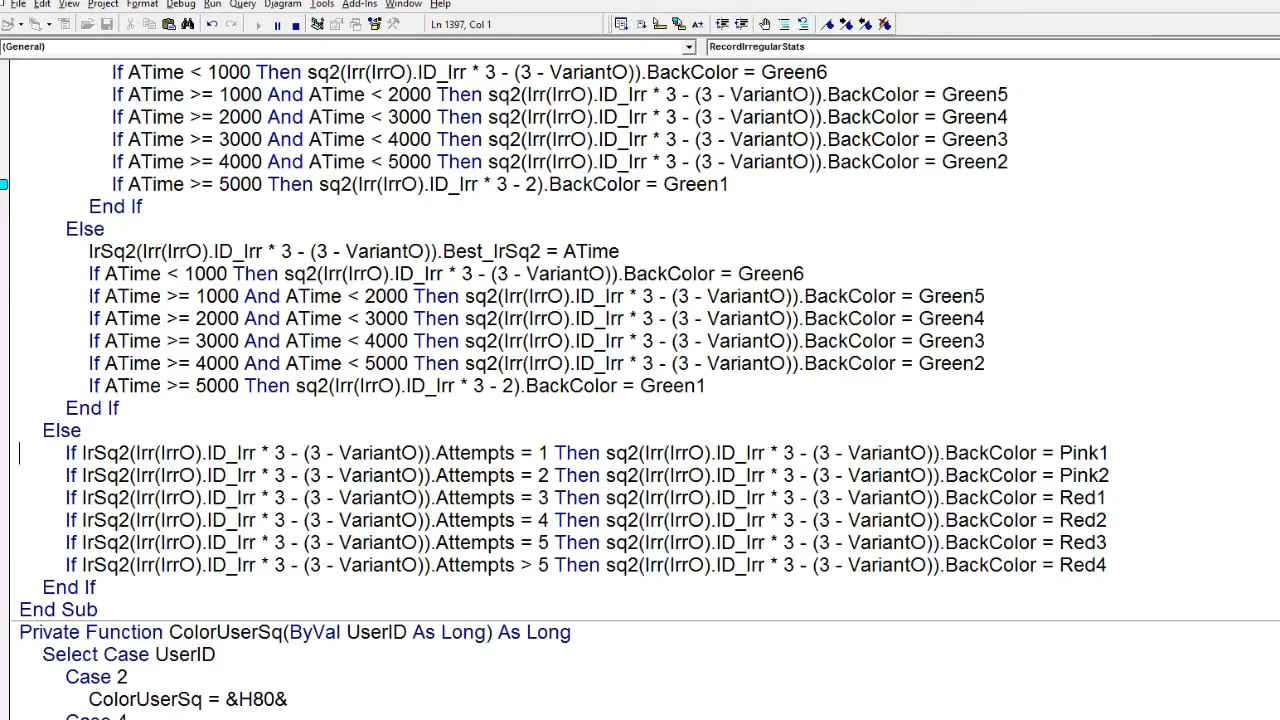 File Edit View Project Format Debug Run Query Diagram Tools Add-Ins Window Help
Ln 1397, Col 1
(General) RecordIrregularStats
If ATime < 1000 Then sq2(Irr(IrrO).ID_Irr * 3 - (3 - VariantO)).BackColor = Green6
If ATime >= 1000 And ATime < 2000 Then sq2(Irr(IrrO).ID_Irr * 3 - (3 - VariantO)).BackColor = Green5
If ATime >= 2000 And ATime < 3000 Then sq2(Irr(IrrO).ID_Irr * 3 - (3 - VariantO)).BackColor = Green4
If ATime >= 3000 And ATime < 4000 Then sq2(Irr(IrrO).ID_Irr * 3 - (3 - VariantO)).BackColor = Green3
If ATime >= 4000 And ATime < 5000 Then sq2(Irr(IrrO).ID_Irr * 3 - (3 - VariantO)).BackColor = Green2
If ATime >= 5000 Then sq2(Irr(IrrO).ID_Irr * 3 - 2).BackColor = Green1
End If
Else
IrSq2(Irr(IrrO).ID_Irr * 3 - (3 - VariantO)).Best_IrSq2 = ATime
If ATime < 1000 Then sq2(Irr(IrrO).ID_Irr * 3 - (3 - VariantO)).BackColor = Green6
If ATime >= 1000 And ATime < 2000 Then sq2(Irr(IrrO).ID_Irr * 3 - (3 - VariantO)).BackColor = Green5
If ATime >= 2000 And ATime < 3000 Then sq2(Irr(IrrO).ID_Irr * 3 - (3 - VariantO)).BackColor = Green4
If ATime >= 3000 And ATime < 4000 Then sq2(Irr(IrrO).ID_Irr * 3 - (3 - VariantO)).BackColor = Green3
If ATime >= 4000 And ATime < 5000 Then sq2(Irr(IrrO).ID_Irr * 3 - (3 - VariantO)).BackColor = Green2
If ATime >= 5000 Then sq2(Irr(IrrO).ID_Irr * 3 - 2).BackColor = Green1
End If
Else
If IrSq2(Irr(IrrO).ID_Irr * 3 - (3 - VariantO)).Attempts = 1 Then sq2(Irr(IrrO).ID_Irr * 3 - (3 - VariantO)).BackColor = Pink1
If IrSq2(Irr(IrrO).ID_Irr * 3 - (3 - VariantO)).Attempts = 2 Then sq2(Irr(IrrO).ID_Irr * 3 - (3 - VariantO)).BackColor = Pink2
If IrSq2(Irr(IrrO).ID_Irr * 3 - (3 - VariantO)).Attempts = 3 Then sq2(Irr(IrrO).ID_Irr * 3 - (3 - VariantO)).BackColor = Red1
If IrSq2(Irr(IrrO).ID_Irr * 3 - (3 - VariantO)).Attempts = 4 Then sq2(Irr(IrrO).ID_Irr * 3 - (3 - VariantO)).BackColor = Red2
If IrSq2(Irr(IrrO).ID_Irr * 3 - (3 - VariantO)).Attempts = 5 Then sq2(Irr(IrrO).ID_Irr * 3 - (3 - VariantO)).BackColor = Red3
If IrSq2(Irr(IrrO).ID_Irr * 3 - (3 - VariantO)).Attempts > 5 Then sq2(Irr(IrrO).ID_Irr * 3 - (3 - VariantO)).BackColor = Red4
End If
End Sub
Private Function ColorUserSq(ByVal UserID As Long) As Long
Select Case UserID
Case 2
ColorUserSq = &H80&
Case 4